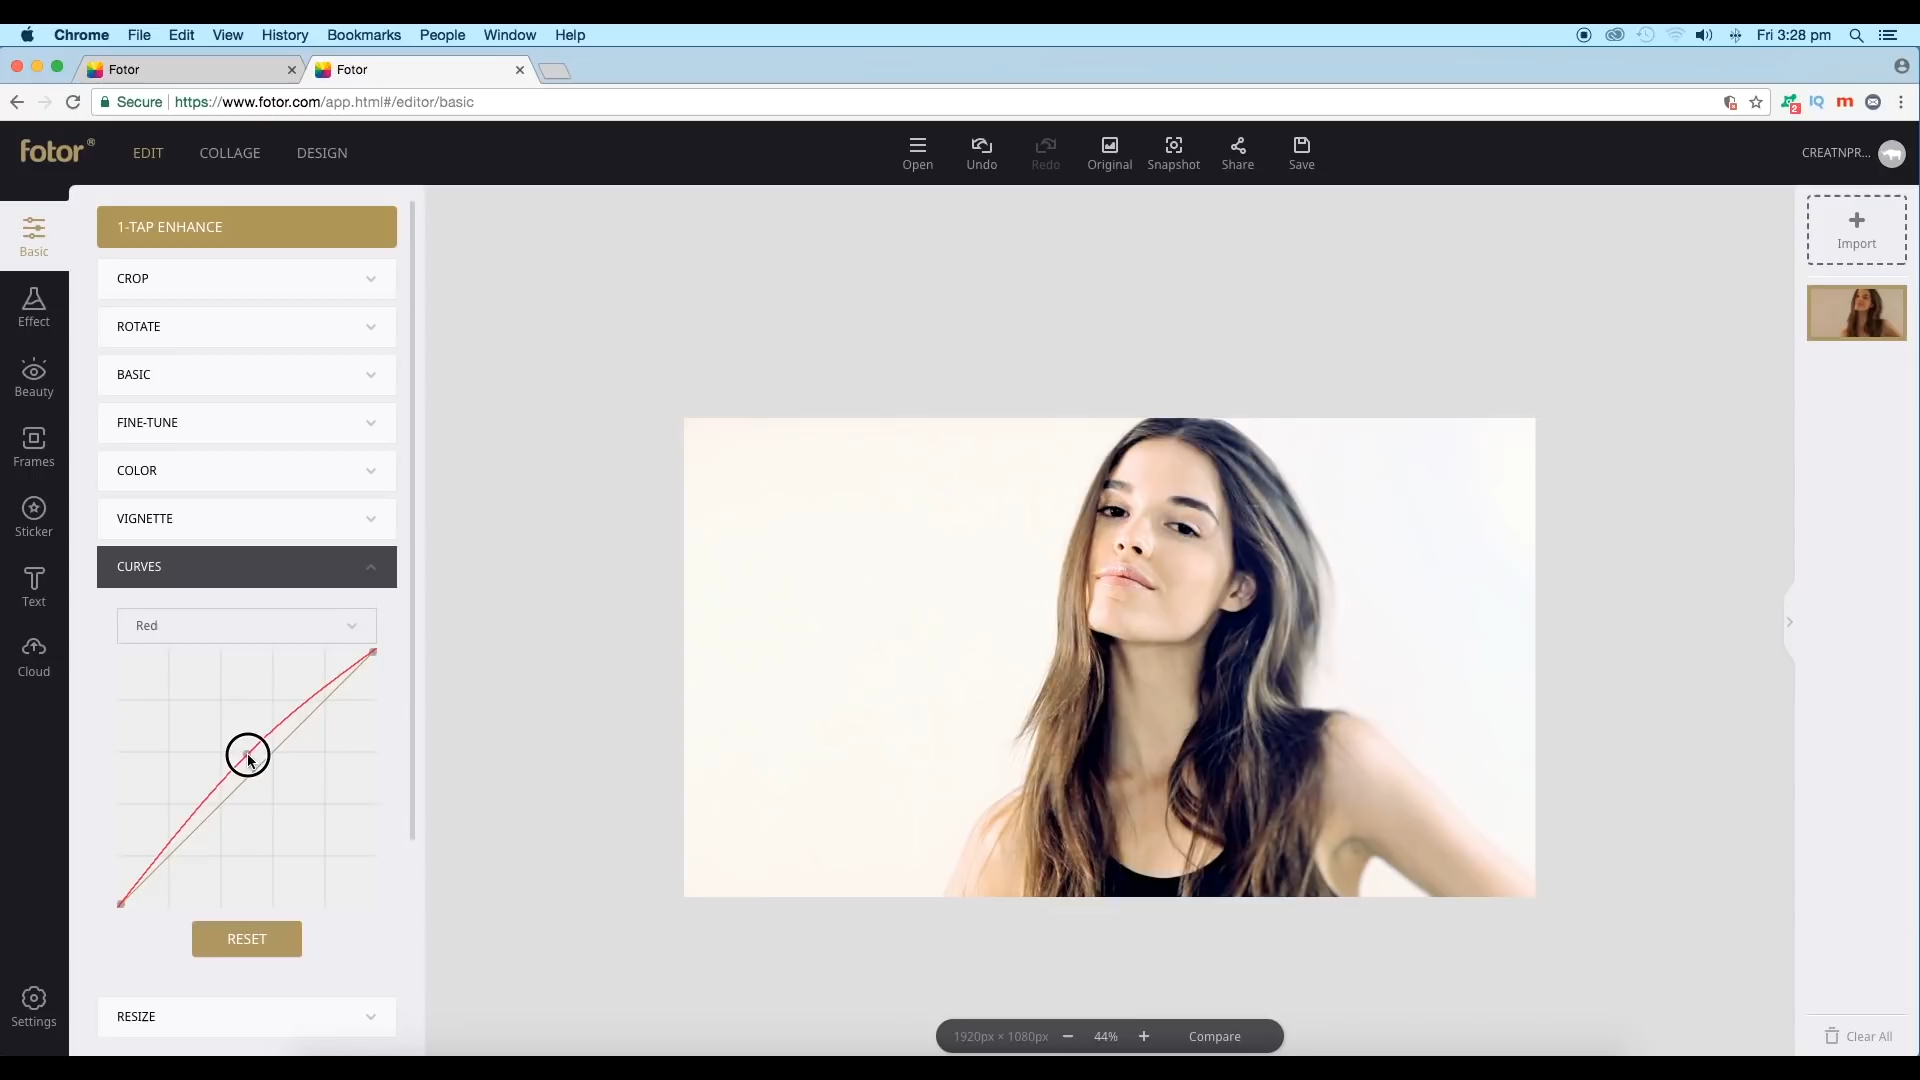 Chrome File Edit View History Bookmarks People Window Help Fri 3:28 pm
Fotor Fotor
Secure https://www.fotor.com/app.html#/editor/basic 2 IQ m
fotor® EDIT COLLAGE DESIGN Open Undo Redo Original Snapshot Share Save CREATNPR...
Basic
Effect
Beauty
Frames
Sticker
Text
Cloud
Settings
1-TAP ENHANCE
CROP
ROTATE
BASIC
FINE-TUNE
COLOR
VIGNETTE
CURVES
Red
RESET
RESIZE
1920px × 1080px − 44% + Compare
Import
Clear All